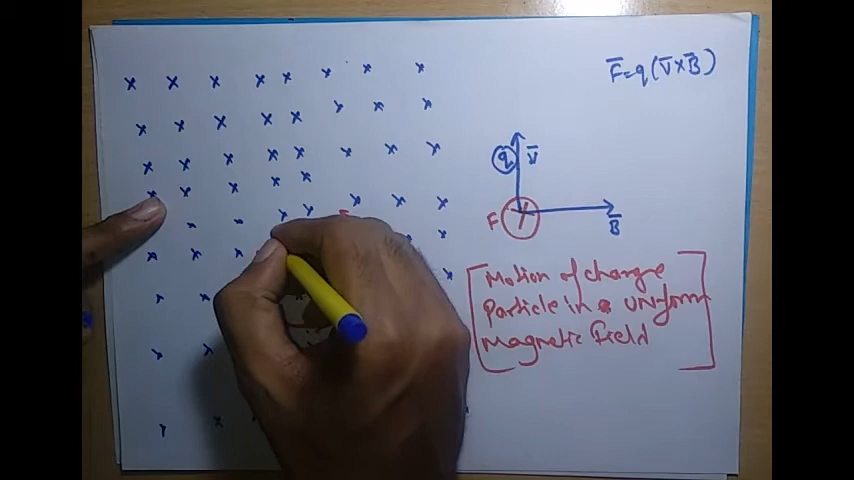 F̅=q(V̅×B̅)
q V̅
F B̅
Motion of charge
Particle in a uniform
Magnetic field